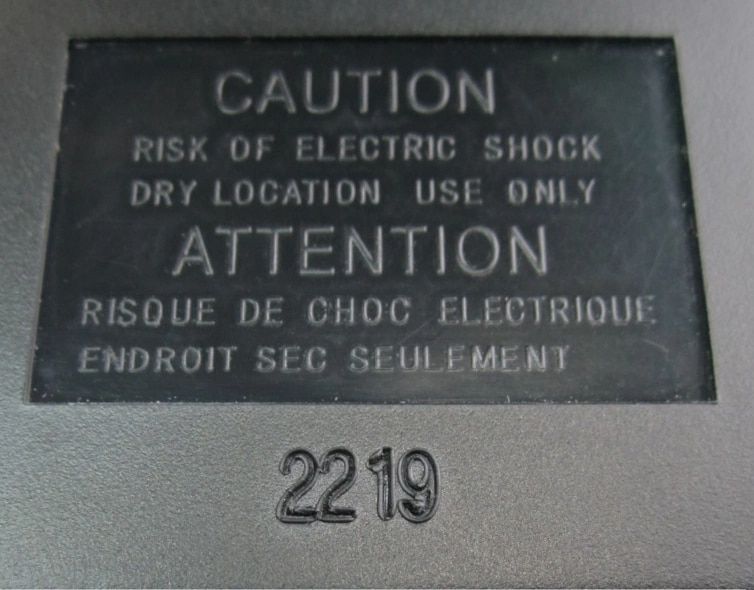 CAUTION
RISK OF ELECTRIC SHOCK
DRY LOCATION USE ONLY
ATTENTION
RISQUE DE CHOC ELECTRIQUE
ENDROIT SEC SEULEMENT
2219